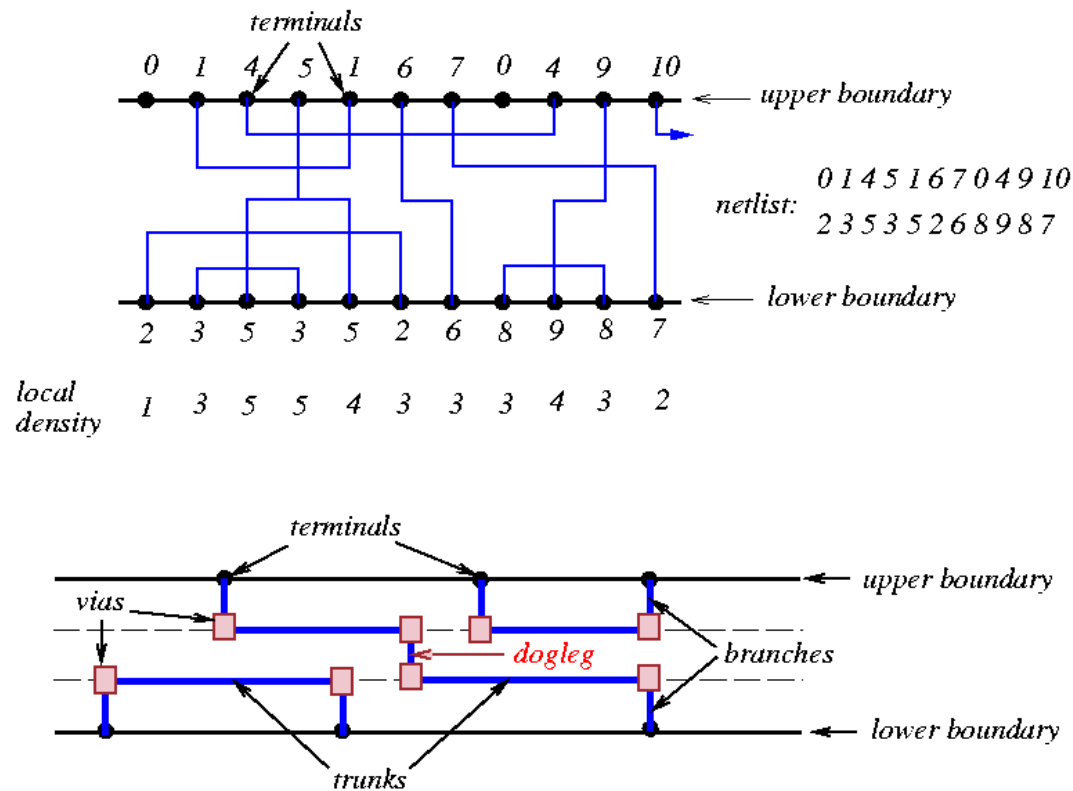 terminals
0 1 4 5 1 6 7 0 4 9 10
upper boundary
netlist: 0 1 4 5 1 6 7 0 4 9 10
2 3 5 3 5 2 6 8 9 8 7
lower boundary
2 3 5 3 5 2 6 8 9 8 7
local density 1 3 5 5 4 3 3 3 4 3 2
terminals
upper boundary
vias
dogleg
branches
lower boundary
trunks